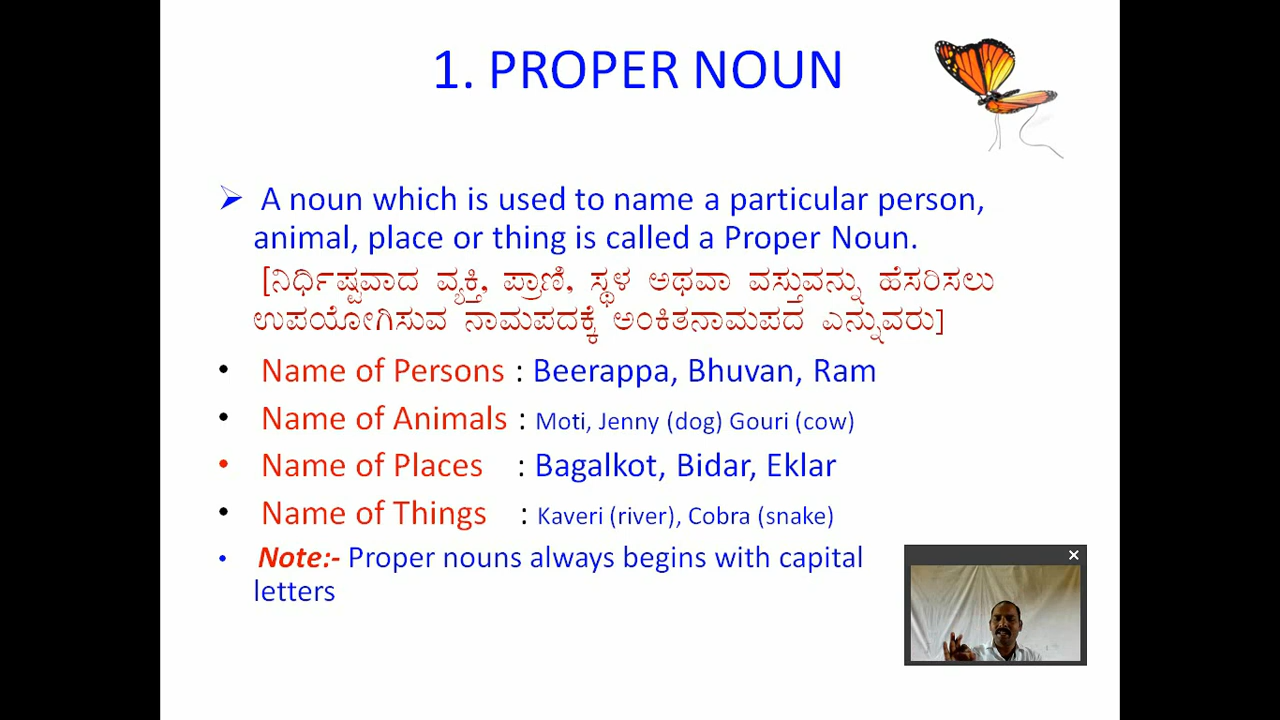 1. PROPER NOUN
➢ A noun which is used to name a particular person,
animal, place or thing is called a Proper Noun.
[ನಿರ್ಧಿಷ್ಟವಾದ ವ್ಯಕ್ತಿ, ಪ್ರಾಣಿ, ಸ್ಥಳ ಅಥವಾ ವಸ್ತುವನ್ನು ಹೆಸರಿಸಲು
ಉಪಯೋಗಿಸುವ ನಾಮಪದಕ್ಕೆ ಅಂಕಿತನಾಮಪದ ಎನ್ನುವರು]
• Name of Persons : Beerappa, Bhuvan, Ram
• Name of Animals : Moti, Jenny (dog) Gouri (cow)
• Name of Places : Bagalkot, Bidar, Eklar
• Name of Things : Kaveri (river), Cobra (snake)
• Note:- Proper nouns always begins with capital
letters